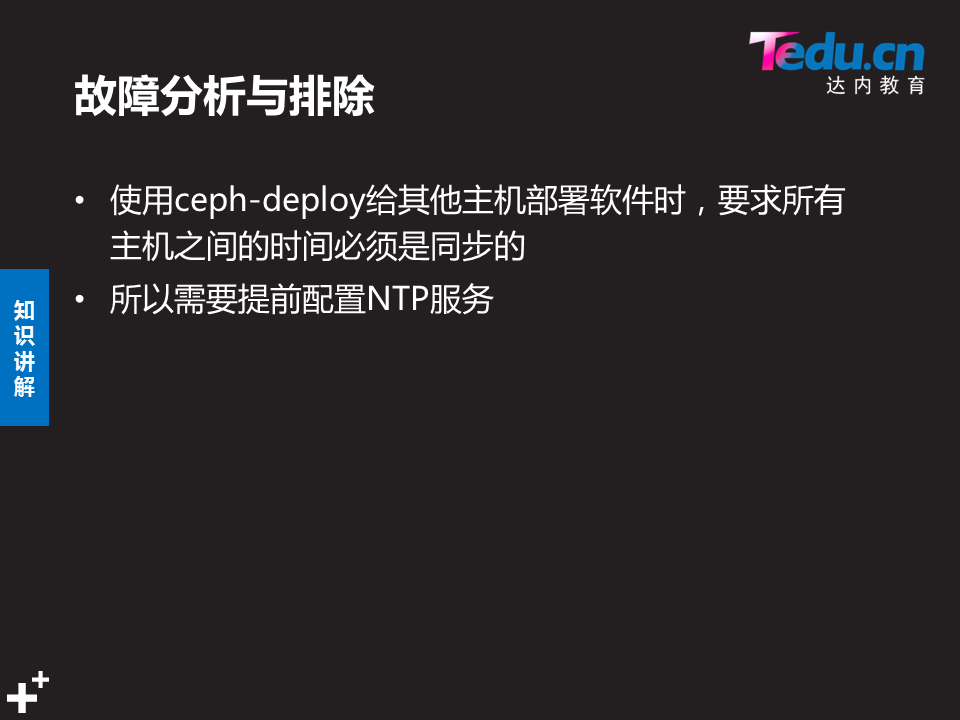 Tedu.cn
达内教育
故障分析与排除
• 使用ceph-deploy给其他主机部署软件时，要求所有
主机之间的时间必须是同步的
• 所以需要提前配置NTP服务
知
识
讲
解